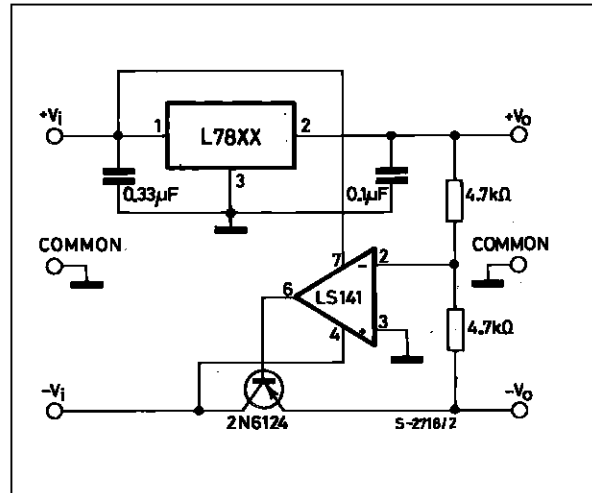 +Vi
1
L78XX
2
+Vo
3
0.33µF
0.1µF
4.7kΩ
COMMON
COMMON
7
2
−
6
LS141
4
+
3
4.7kΩ
−Vi
−Vo
2N6124
S-2718/2